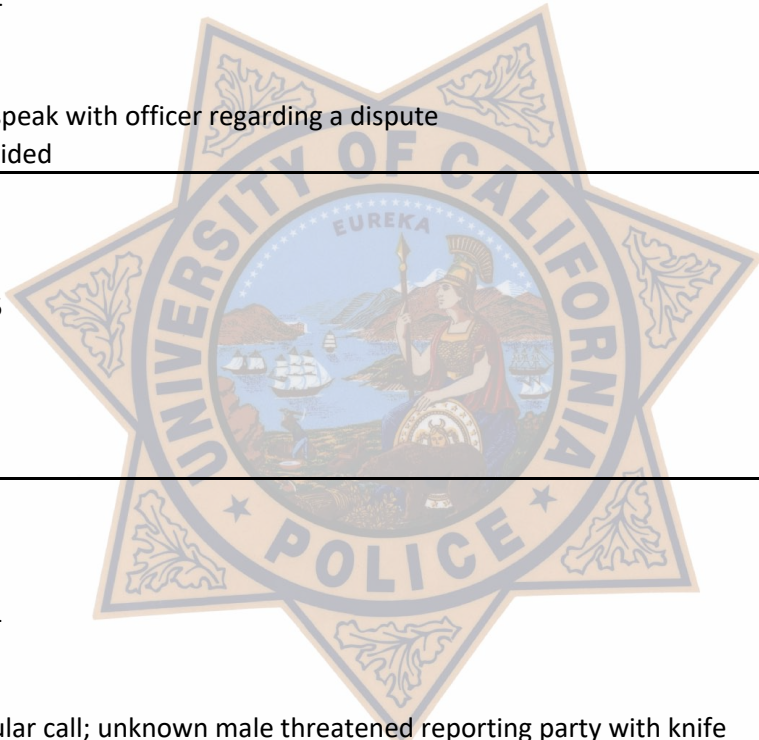 speak with officer regarding a dispute
ided
UNIVERSITY OF CALIFORNIA
EUREKA
POLICE
ular call; unknown male threatened reporting party with knife